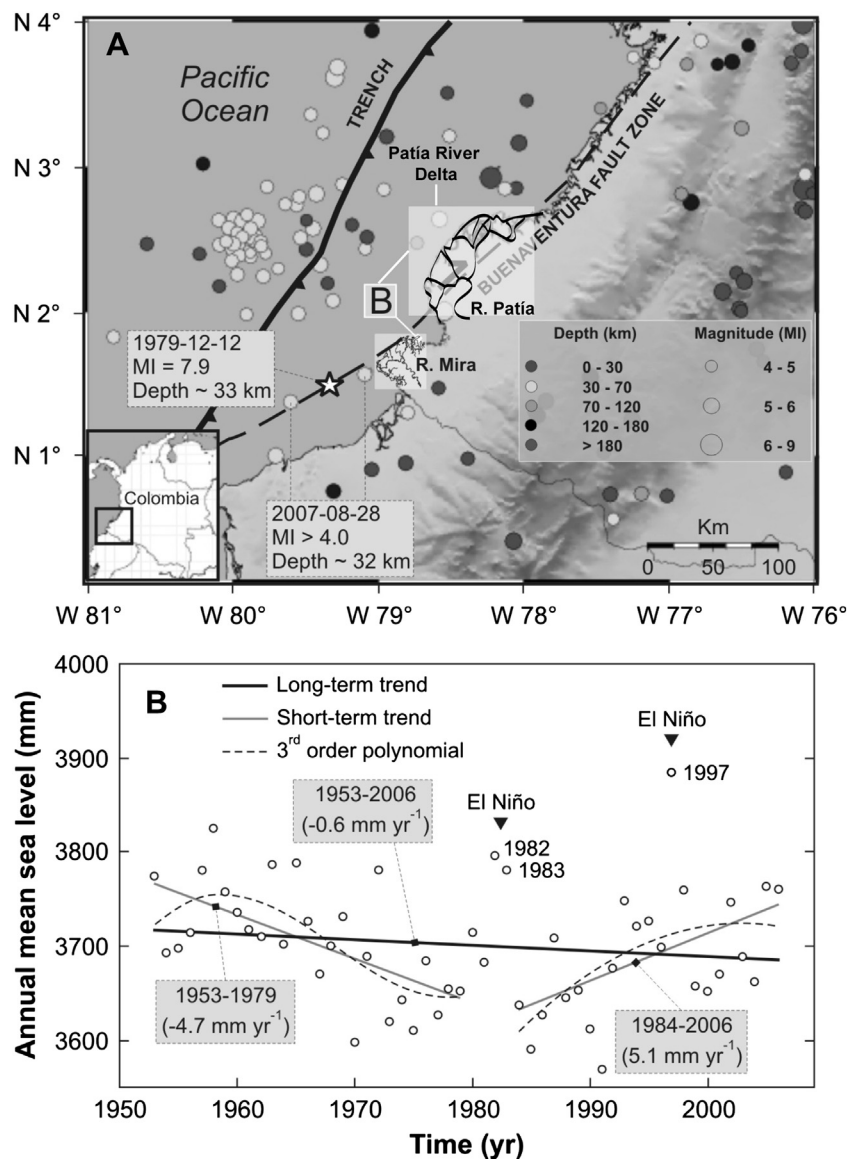 N 4°
A
Pacific
Ocean
TRENCH
N 3°
Patía River
Delta
BUENAVENTURA FAULT ZONE
B
R. Patía
N 2°
1979-12-12
MI = 7.9
Depth ~ 33 km
R. Mira
Depth (km)
Magnitude (MI)
0 - 30
4 - 5
30 - 70
70 - 120
5 - 6
120 - 180
> 180
6 - 9
N 1°
Colombia
2007-08-28
MI > 4.0
Depth ~ 32 km
Km
0 50 100
W 81° W 80° W 79° W 78° W 77° W 76°
Annual mean sea level (mm)
4000
3900
3800
3700
3600
3500
B
Long-term trend
Short-term trend
3rd order polynomial
El Niño
1997
El Niño
1982
1983
1953-2006
(-0.6 mm yr-1)
1953-1979
(-4.7 mm yr-1)
1984-2006
(5.1 mm yr-1)
1950 1960 1970 1980 1990 2000
Time (yr)